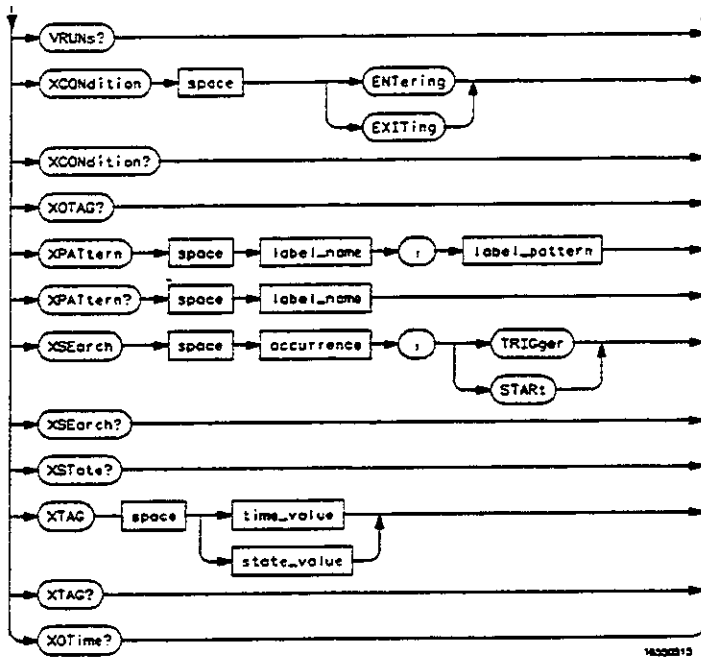 VRUNs?
XCONdition space ENTering
EXITing
XCONdition?
XOTAG?
XPATtern space label_name , label_pattern
XPATtern? space label_name
XSEarch space occurrence , TRIGger
STARt
XSEarch?
XSTate?
XTAG space time_value
state_value
XTAG?
XOTime?